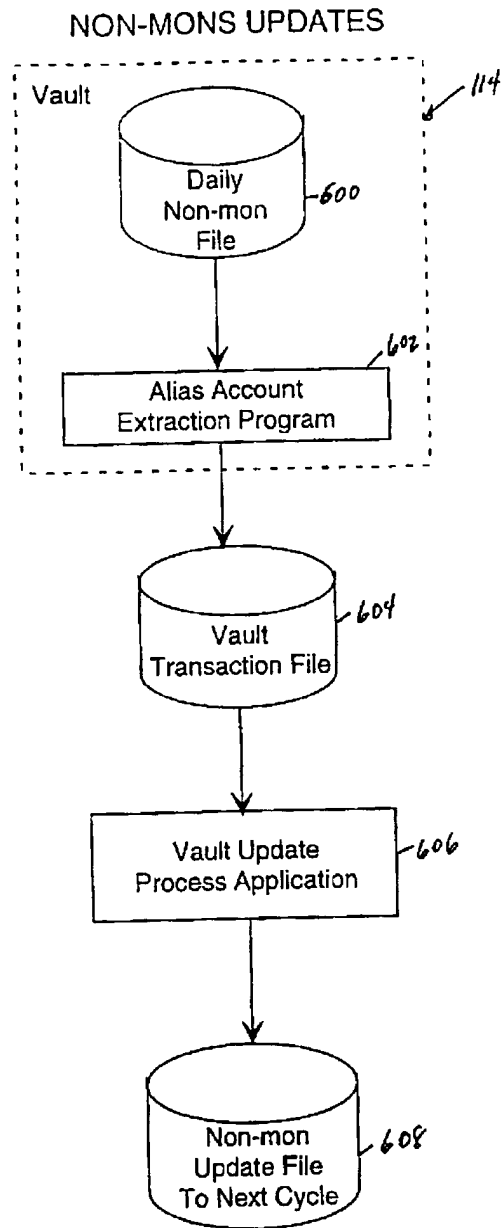 NON-MONS UPDATES
Vault
114
Daily
Non-mon
File
600
602
Alias Account
Extraction Program
604
Vault
Transaction File
Vault Update
Process Application
606
Non-mon
Update File
To Next Cycle
608